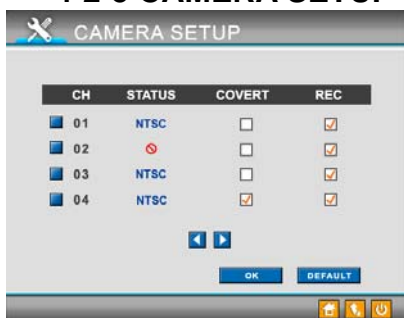 CAMERA SETUP
CH STATUS COVERT REC
01 NTSC
02
03 NTSC
04 NTSC
OK DEFAULT